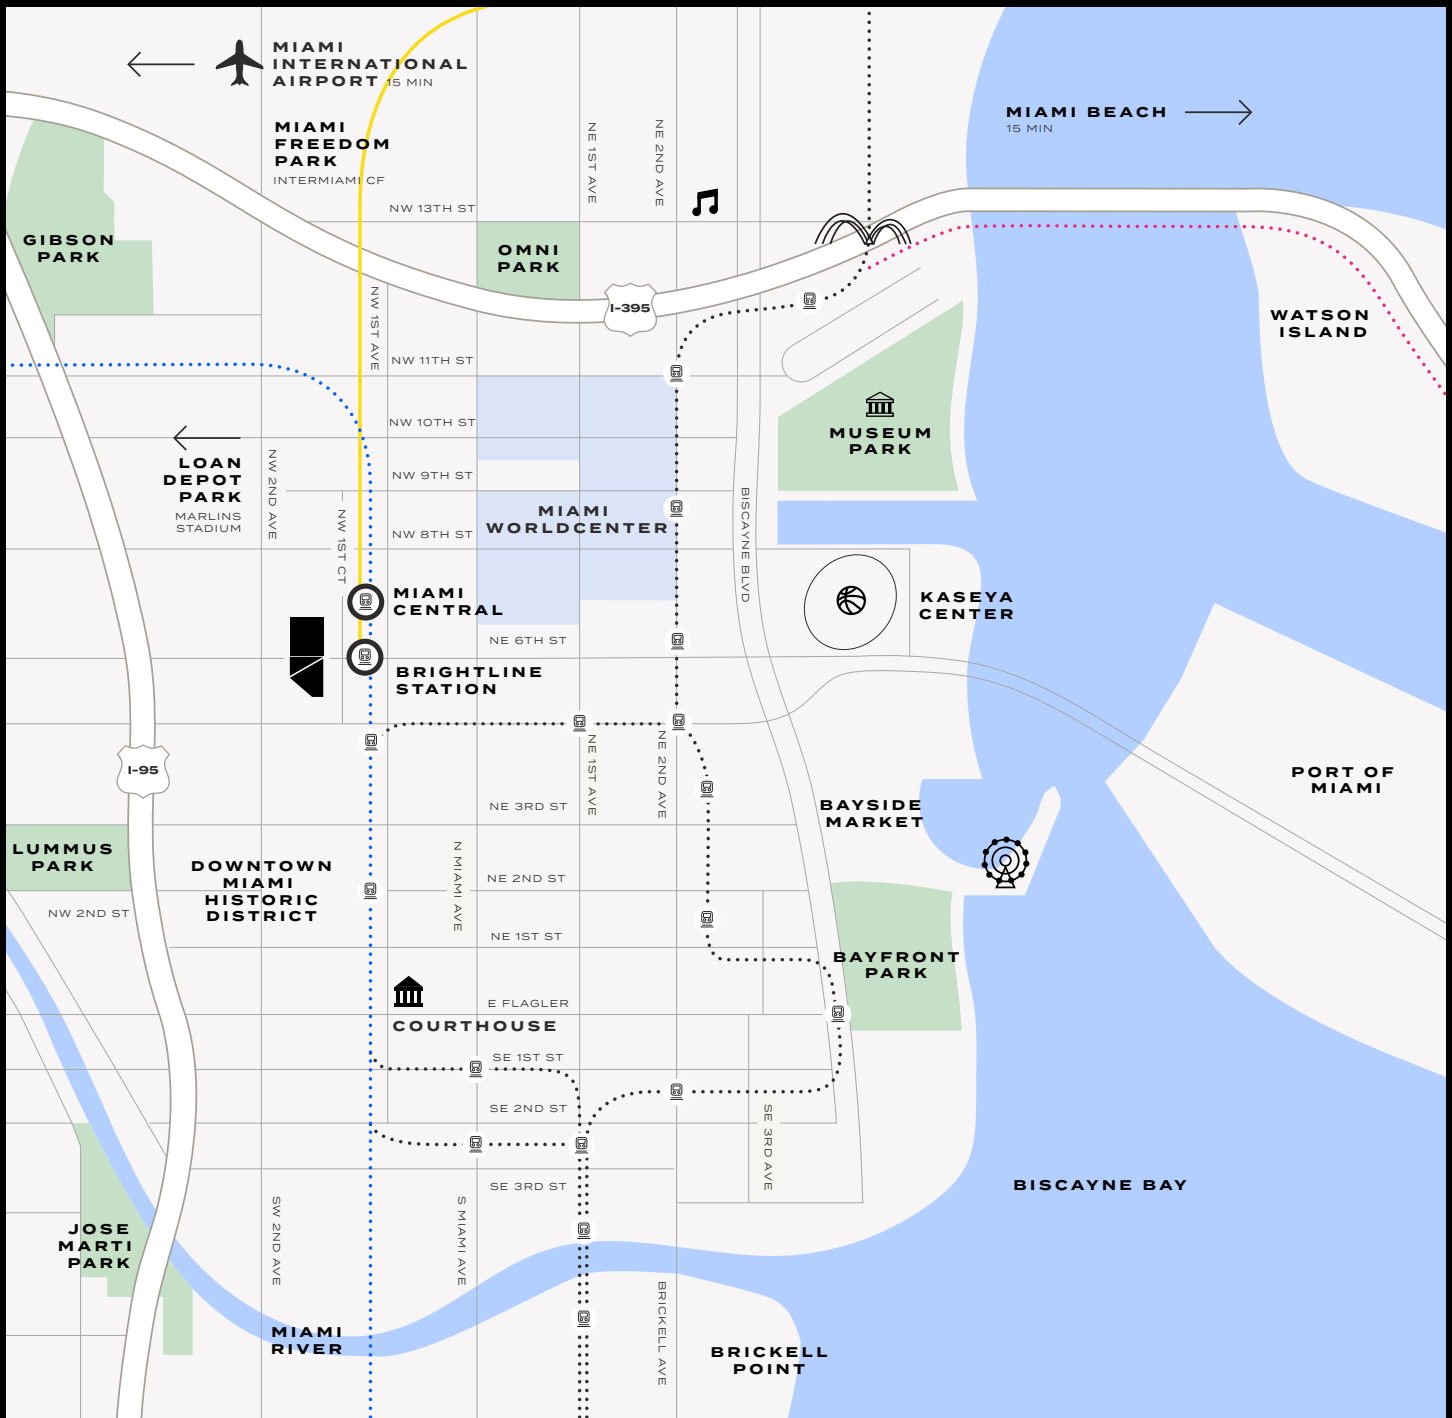 MIAMI
INTERNATIONAL
AIRPORT 15 MIN
MIAMI BEACH
15 MIN
MIAMI
FREEDOM
PARK
INTERMIAMI CF
NE 1ST AVE
NE 2ND AVE
NW 13TH ST
GIBSON
PARK
OMNI
PARK
I-395
WATSON
ISLAND
NW 1ST AVE
NW 11TH ST
NW 10TH ST
MUSEUM
PARK
LOAN
DEPOT
PARK
MARLINS
STADIUM
NW 2ND AVE
NW 9TH ST
MIAMI
WORLDCENTER
NW 1ST CT
NW 8TH ST
BISCAYNE BLVD
MIAMI
CENTRAL
KASEYA
CENTER
NE 6TH ST
BRIGHTLINE
STATION
I-95
NE 1ST AVE
NE 2ND AVE
PORT OF
MIAMI
NE 3RD ST
BAYSIDE
MARKET
LUMMUS
PARK
DOWNTOWN
MIAMI
HISTORIC
DISTRICT
N MIAMI AVE
NE 2ND ST
NW 2ND ST
NE 1ST ST
BAYFRONT
PARK
E FLAGLER
COURTHOUSE
SE 1ST ST
SE 2ND ST
SE 3RD AVE
SE 3RD ST
BISCAYNE BAY
JOSE
MARTI
PARK
SW 2ND AVE
S MIAMI AVE
BRICKELL AVE
MIAMI
RIVER
BRICKELL
POINT